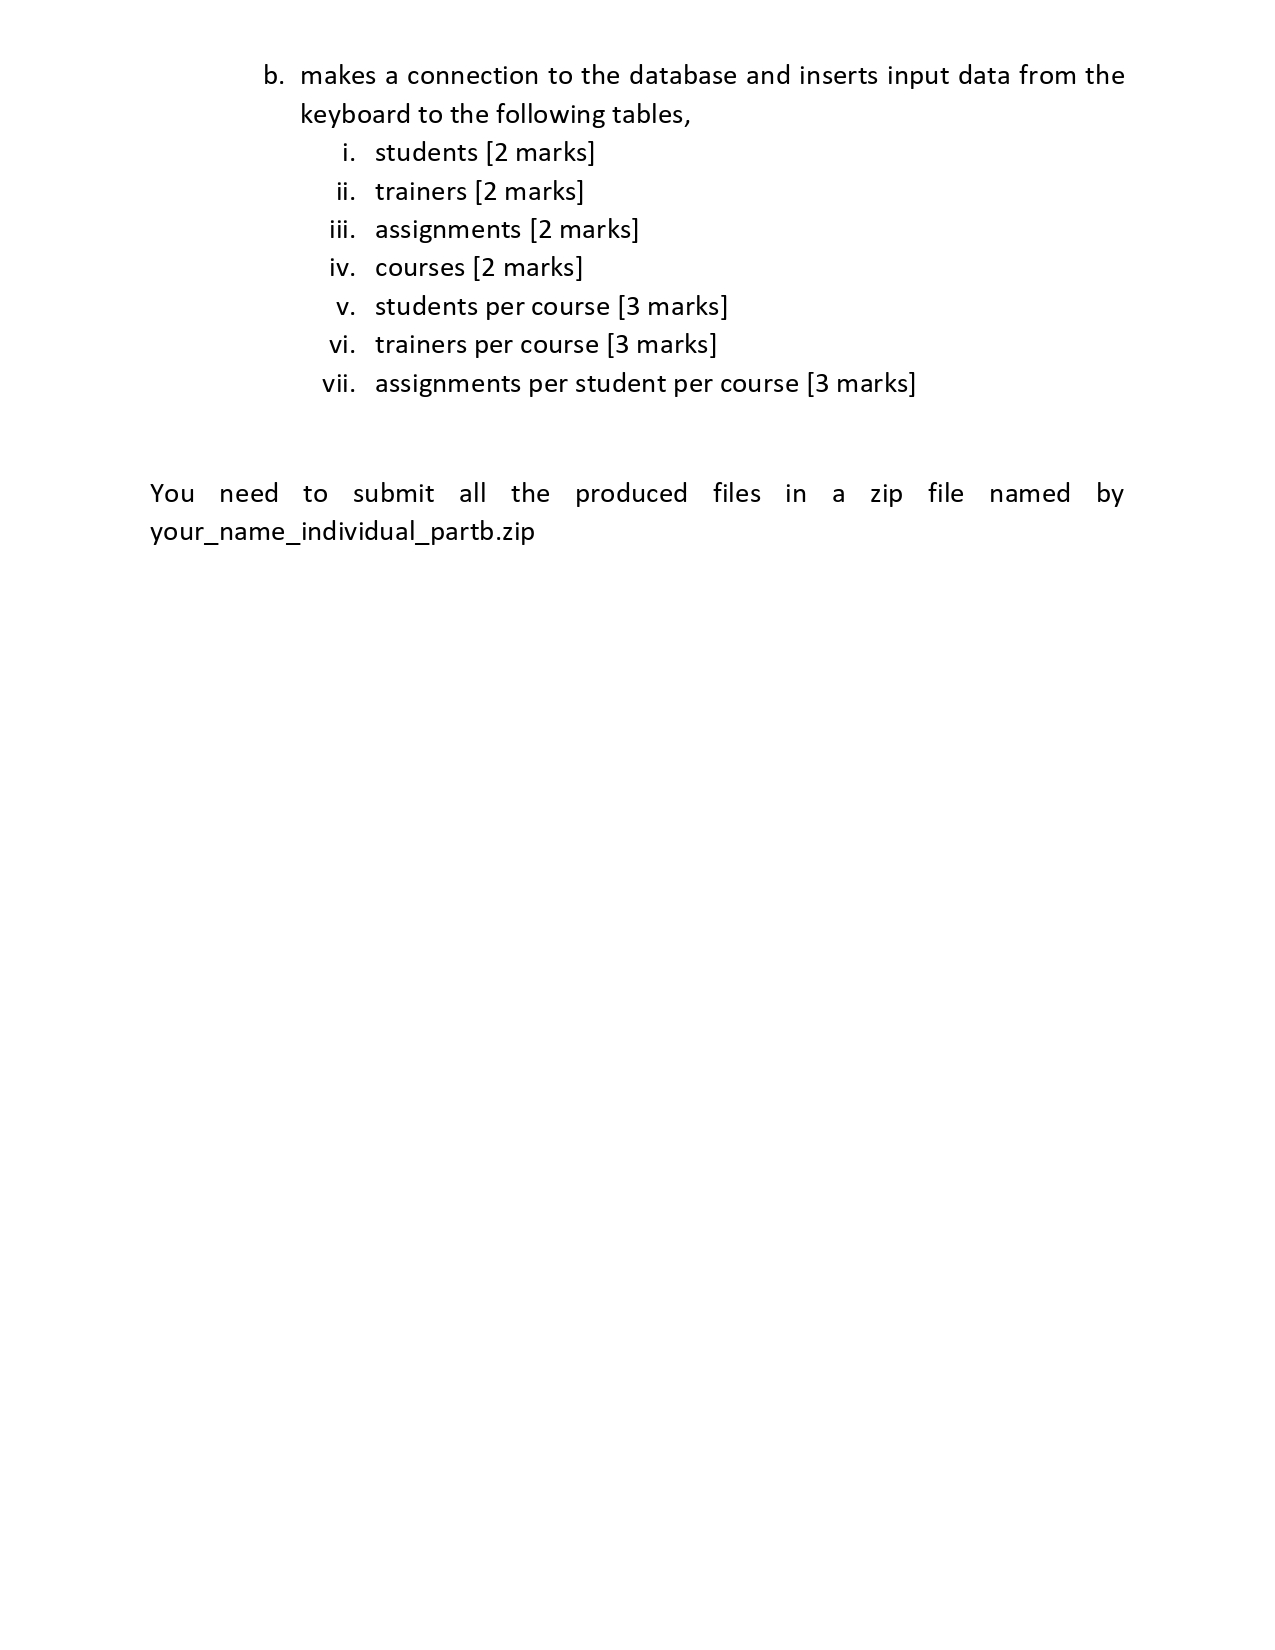 b. makes a connection to the database and inserts input data from the
keyboard to the following tables,
i. students [2 marks]
ii. trainers [2 marks]
iii. assignments [2 marks]
iv. courses [2 marks]
v. students per course [3 marks]
vi. trainers per course [3 marks]
vii. assignments per student per course [3 marks]
You need to submit all the produced files in a zip file named by
your_name_individual_partb.zip